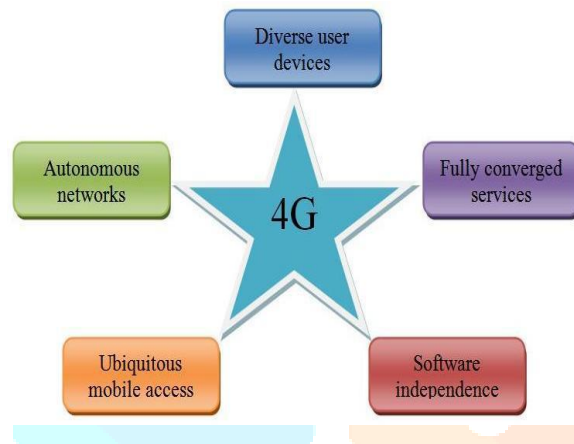 Diverse user
devices
Autonomous
networks
Fully converged
services
4G
Ubiquitous
mobile access
Software
independence